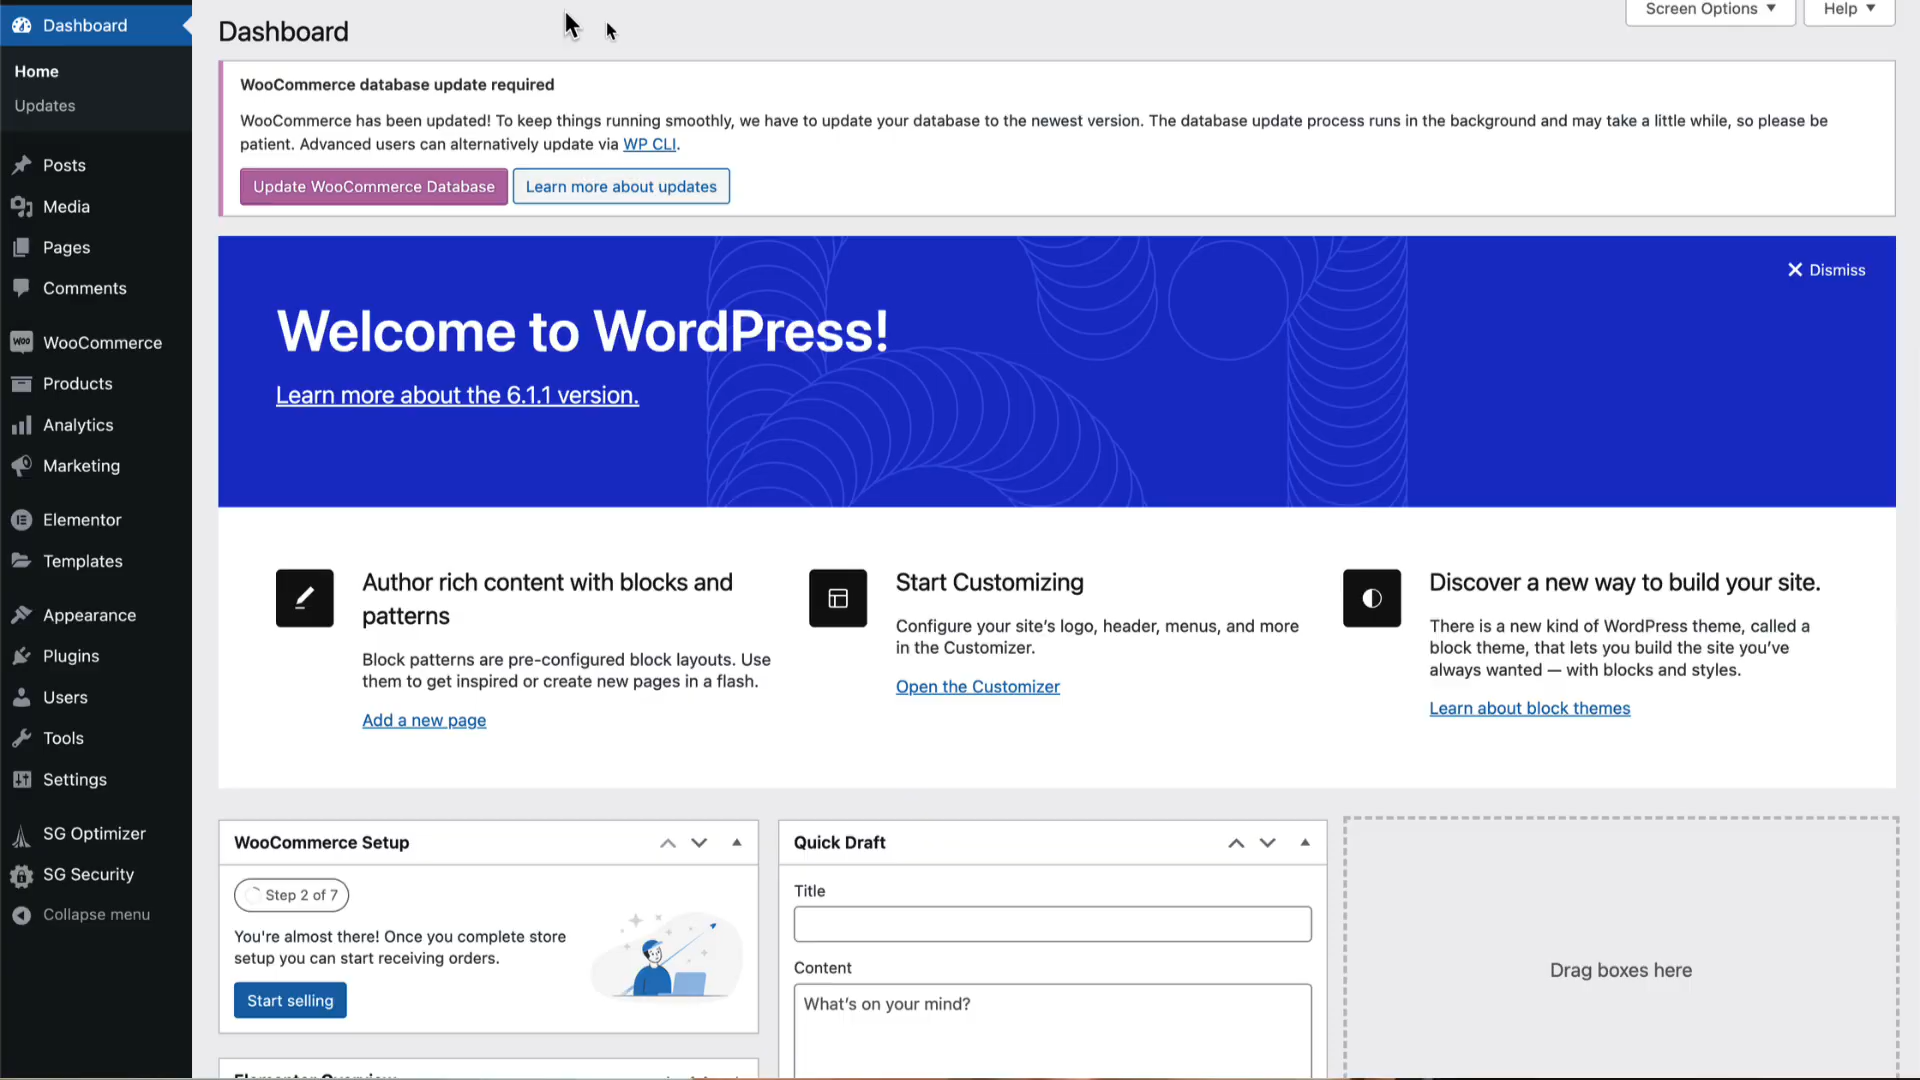 Dashboard
Home
Updates
Posts
Media
Pages
Comments
WooCommerce
Products
Analytics
Marketing
Elementor
Templates
Appearance
Plugins
Users
Tools
Settings
SG Optimizer
SG Security
Collapse menu
Dashboard
Screen Options
Help
WooCommerce database update required
WooCommerce has been updated! To keep things running smoothly, we have to update your database to the newest version. The database update process runs in the background and may take a little while, so please be
patient. Advanced users can alternatively update via WP CLI.
Update WooCommerce Database
Learn more about updates
Dismiss
Welcome to WordPress!
Learn more about the 6.1.1 version.
Author rich content with blocks and
patterns
Block patterns are pre-configured block layouts. Use
them to get inspired or create new pages in a flash.
Add a new page
Start Customizing
Configure your site's logo, header, menus, and more
in the Customizer.
Open the Customizer
Discover a new way to build your site.
There is a new kind of WordPress theme, called a
block theme, that lets you build the site you've
always wanted — with blocks and styles.
Learn about block themes
WooCommerce Setup
Step 2 of 7
You're almost there! Once you complete store
setup you can start receiving orders.
Start selling
Quick Draft
Title
Content
What's on your mind?
Drag boxes here
Elementor Overview